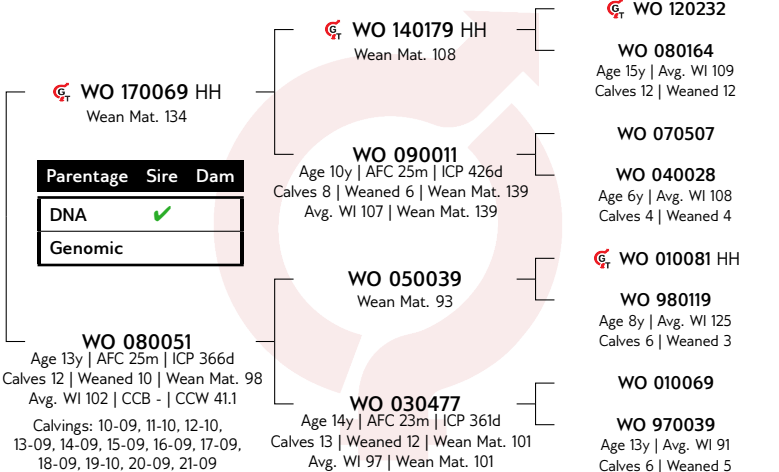 WO 170069 HH
Wean Mat. 134
Parentage Sire Dam
DNA ✔
Genomic
WO 080051
Age 13y | AFC 25m | ICP 366d
Calves 12 | Weaned 10 | Wean Mat. 98
Avg. WI 102 | CCB - | CCW 41.1
Calvings: 10-09, 11-10, 12-10,
13-09, 14-09, 15-09, 16-09, 17-09,
18-09, 19-10, 20-09, 21-09
WO 140179 HH
Wean Mat. 108
WO 090011
Age 10y | AFC 25m | ICP 426d
Calves 8 | Weaned 6 | Wean Mat. 139
Avg. WI 107 | Wean Mat. 139
WO 050039
Wean Mat. 93
WO 030477
Age 14y | AFC 23m | ICP 361d
Calves 13 | Weaned 12 | Wean Mat. 101
Avg. WI 97 | Wean Mat. 101
WO 120232
WO 080164
Age 15y | Avg. WI 109
Calves 12 | Weaned 12
WO 070507
WO 040028
Age 6y | Avg. WI 108
Calves 4 | Weaned 4
WO 010081 HH
WO 980119
Age 8y | Avg. WI 125
Calves 6 | Weaned 3
WO 010069
WO 970039
Age 13y | Avg. WI 91
Calves 6 | Weaned 5